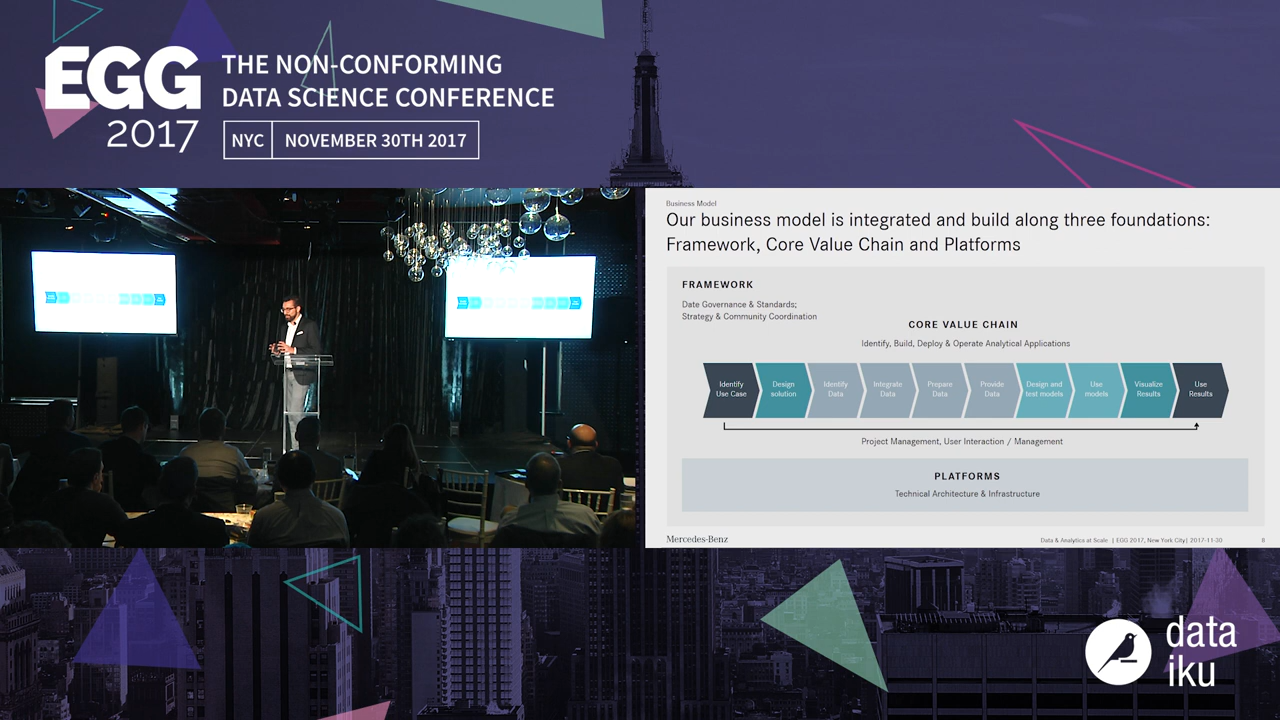 EGG
2017
THE NON-CONFORMING
DATA SCIENCE CONFERENCE
NYC NOVEMBER 30TH 2017
Business Model
Our business model is integrated and build along three foundations:
Framework, Core Value Chain and Platforms
FRAMEWORK
Date Governance & Standards;
Strategy & Community Coordination
CORE VALUE CHAIN
Identify, Build, Deploy & Operate Analytical Applications
Identify
Use Case
Design
solution
Identify
Data
Integrate
Data
Prepare
Data
Provide
Data
Design and
test models
Use
models
Visualize
Results
Use
Results
Project Management, User Interaction / Management
PLATFORMS
Technical Architecture & Infrastructure
Mercedes-Benz
Data & Analytics at Scale | EGG 2017, New York City| 2017-11-30
8
data
iku